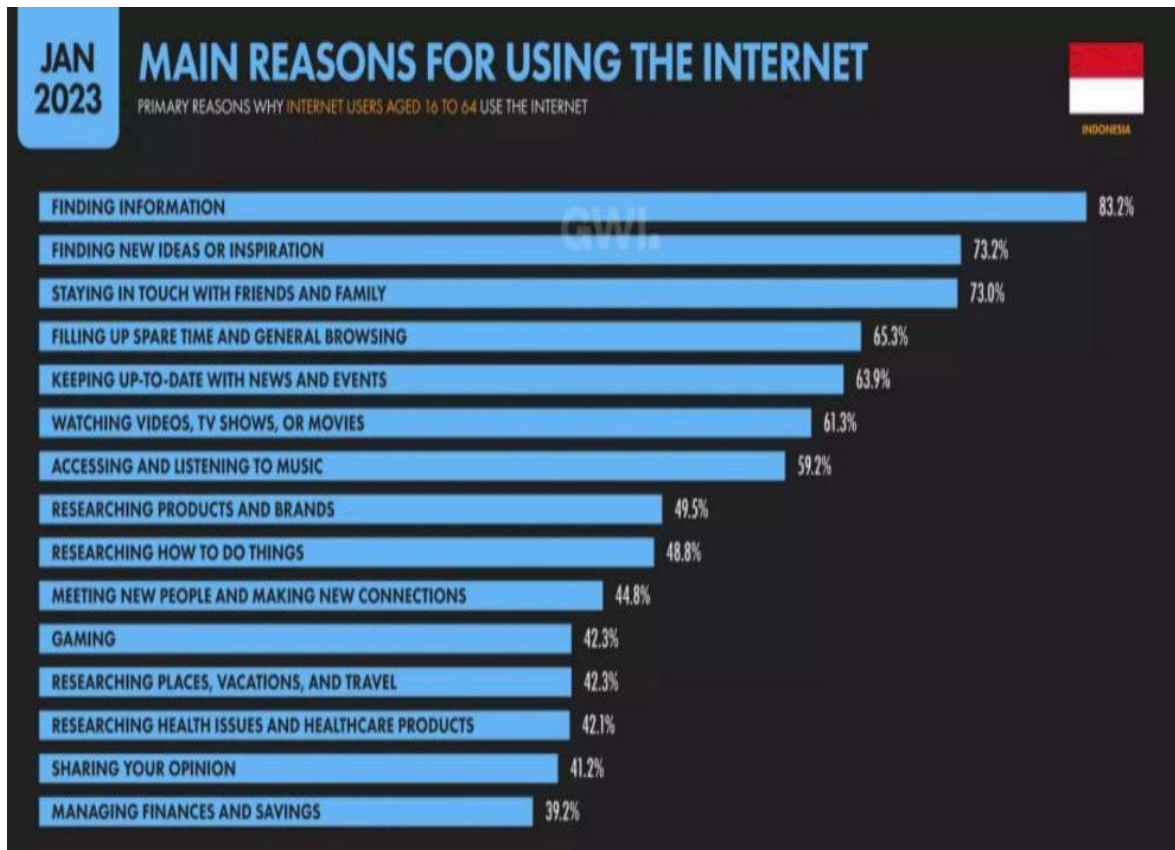 JAN
2023
MAIN REASONS FOR USING THE INTERNET
PRIMARY REASONS WHY INTERNET USERS AGED 16 TO 64 USE THE INTERNET
INDONESIA
GWI.
FINDING INFORMATION 83.2%
FINDING NEW IDEAS OR INSPIRATION 73.2%
STAYING IN TOUCH WITH FRIENDS AND FAMILY 73.0%
FILLING UP SPARE TIME AND GENERAL BROWSING 65.3%
KEEPING UP-TO-DATE WITH NEWS AND EVENTS 63.9%
WATCHING VIDEOS, TV SHOWS, OR MOVIES 61.3%
ACCESSING AND LISTENING TO MUSIC 59.2%
RESEARCHING PRODUCTS AND BRANDS 49.5%
RESEARCHING HOW TO DO THINGS 48.8%
MEETING NEW PEOPLE AND MAKING NEW CONNECTIONS 44.8%
GAMING 42.3%
RESEARCHING PLACES, VACATIONS, AND TRAVEL 42.3%
RESEARCHING HEALTH ISSUES AND HEALTHCARE PRODUCTS 42.1%
SHARING YOUR OPINION 41.2%
MANAGING FINANCES AND SAVINGS 39.2%